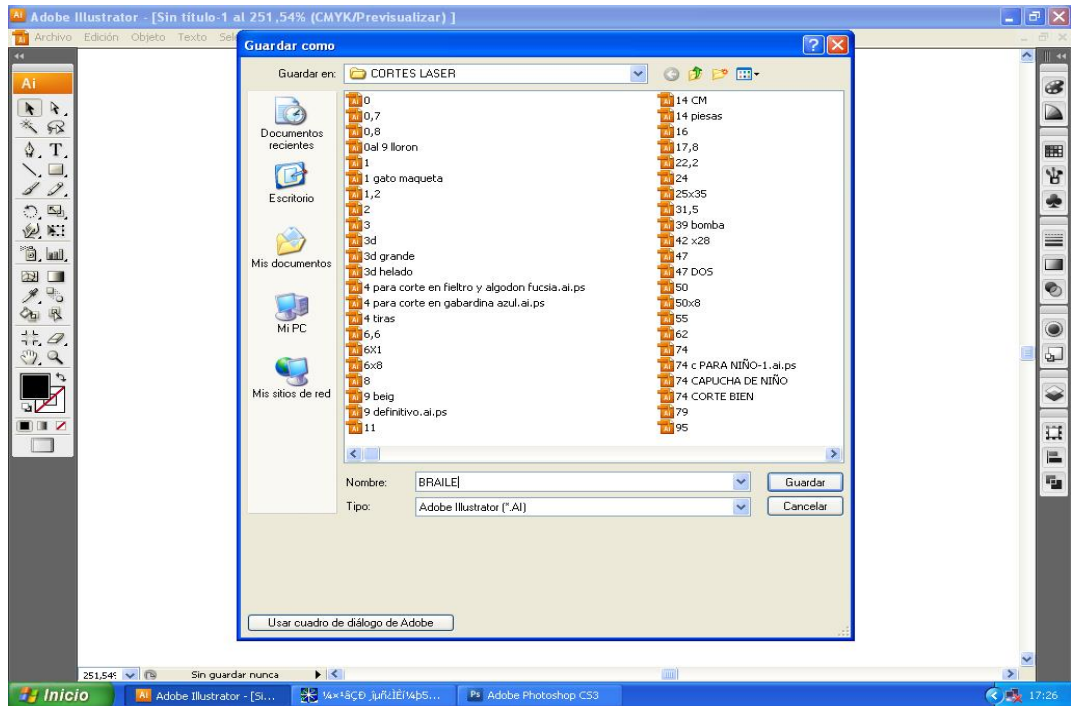 Adobe Illustrator - [Sin título-1 al 251,54% (CMYK/Previsualizar) ]
Archivo Edición Objeto Texto Sele
Guardar como
Guardar en: CORTES LASER
Ai
Documentos recientes
Escritorio
Mis documentos
Mi PC
Mis sitios de red
0
0,7
0,8
0al 9 lloron
1
1 gato maqueta
1,2
2
3
3d
3d grande
3d helado
4 para corte en fieltro y algodon fucsia.ai.ps
4 para corte en gabardina azul.ai.ps
4 tiras
6,6
6X1
6x8
8
9 beig
9 definitivo.ai.ps
11
14 CM
14 piesas
16
17,8
22,2
24
25x35
31,5
39 bomba
42 x28
47
47 DOS
50
50x8
55
62
74
74 c PARA NIÑO-1.ai.ps
74 CAPUCHA DE NIÑO
74 CORTE BIEN
79
95
Nombre: BRAILE Guardar
Tipo: Adobe Illustrator (*.AI) Cancelar
Usar cuadro de diálogo de Adobe
251,54% Sin guardar nunca
Inicio Adobe Illustrator - [Si... Adobe Photoshop CS3 17:26